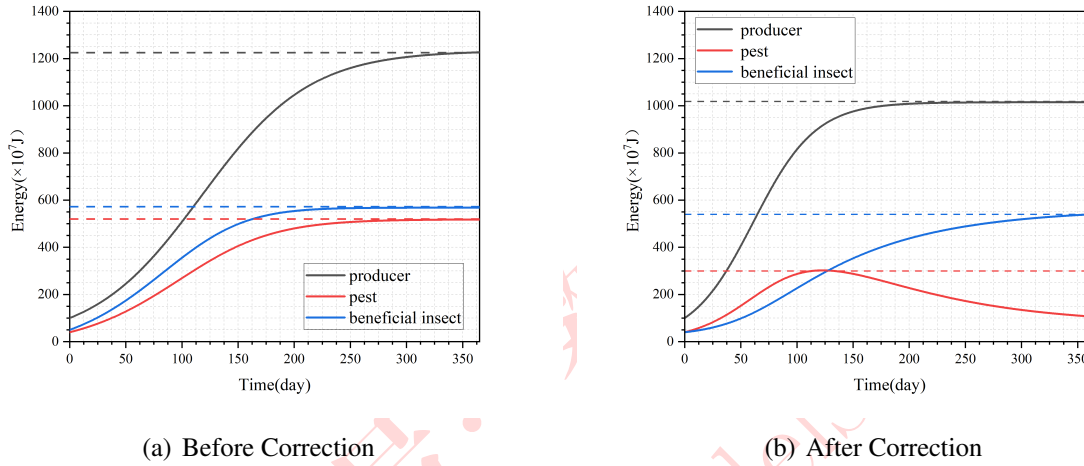 1400
1200
1000
800
600
400
200
0
Energy(×10⁷J)
producer
pest
beneficial insect
0 50 100 150 200 250 300 350
Time(day)
(a) Before Correction
1400
1200
1000
800
600
400
200
0
Energy(×10⁷J)
producer
pest
beneficial insect
0 50 100 150 200 250 300 350
Time(day)
(b) After Correction